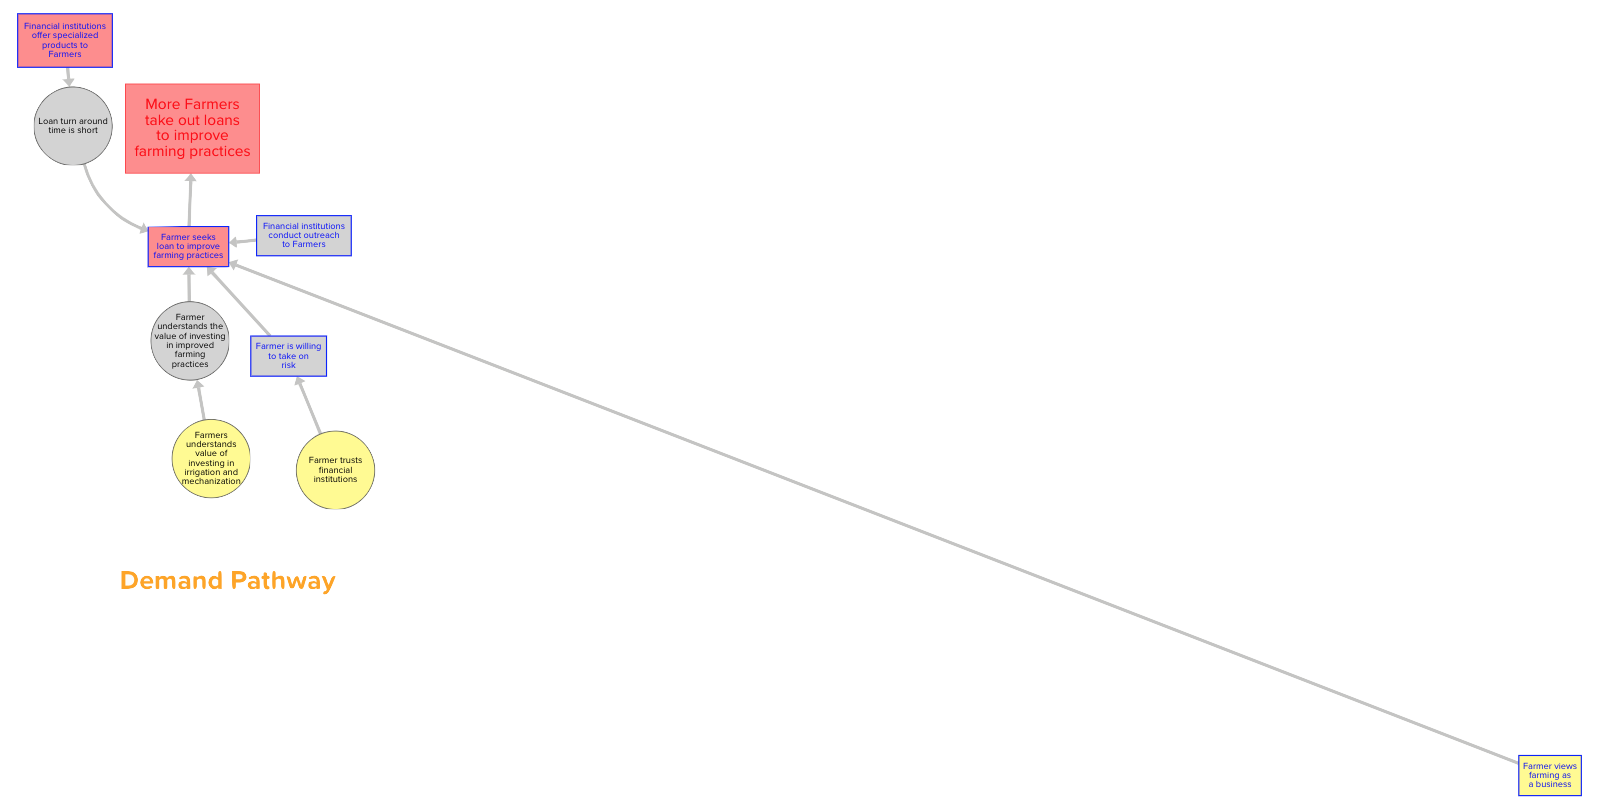 Financial institutions
offer specialized
products to
Farmers
Loan turn around
time is short
More Farmers
take out loans
to improve
farming practices
Farmer seeks
loan to improve
farming practices
Financial institutions
conduct outreach
to Farmers
Farmer
understands the
value of investing
in improved
farming
practices
Farmer is willing
to take on
risk
Farmers
understands
value of
investing in
irrigation and
mechanization
Farmer trusts
financial
institutions
Demand Pathway
Farmer views
farming as
a business